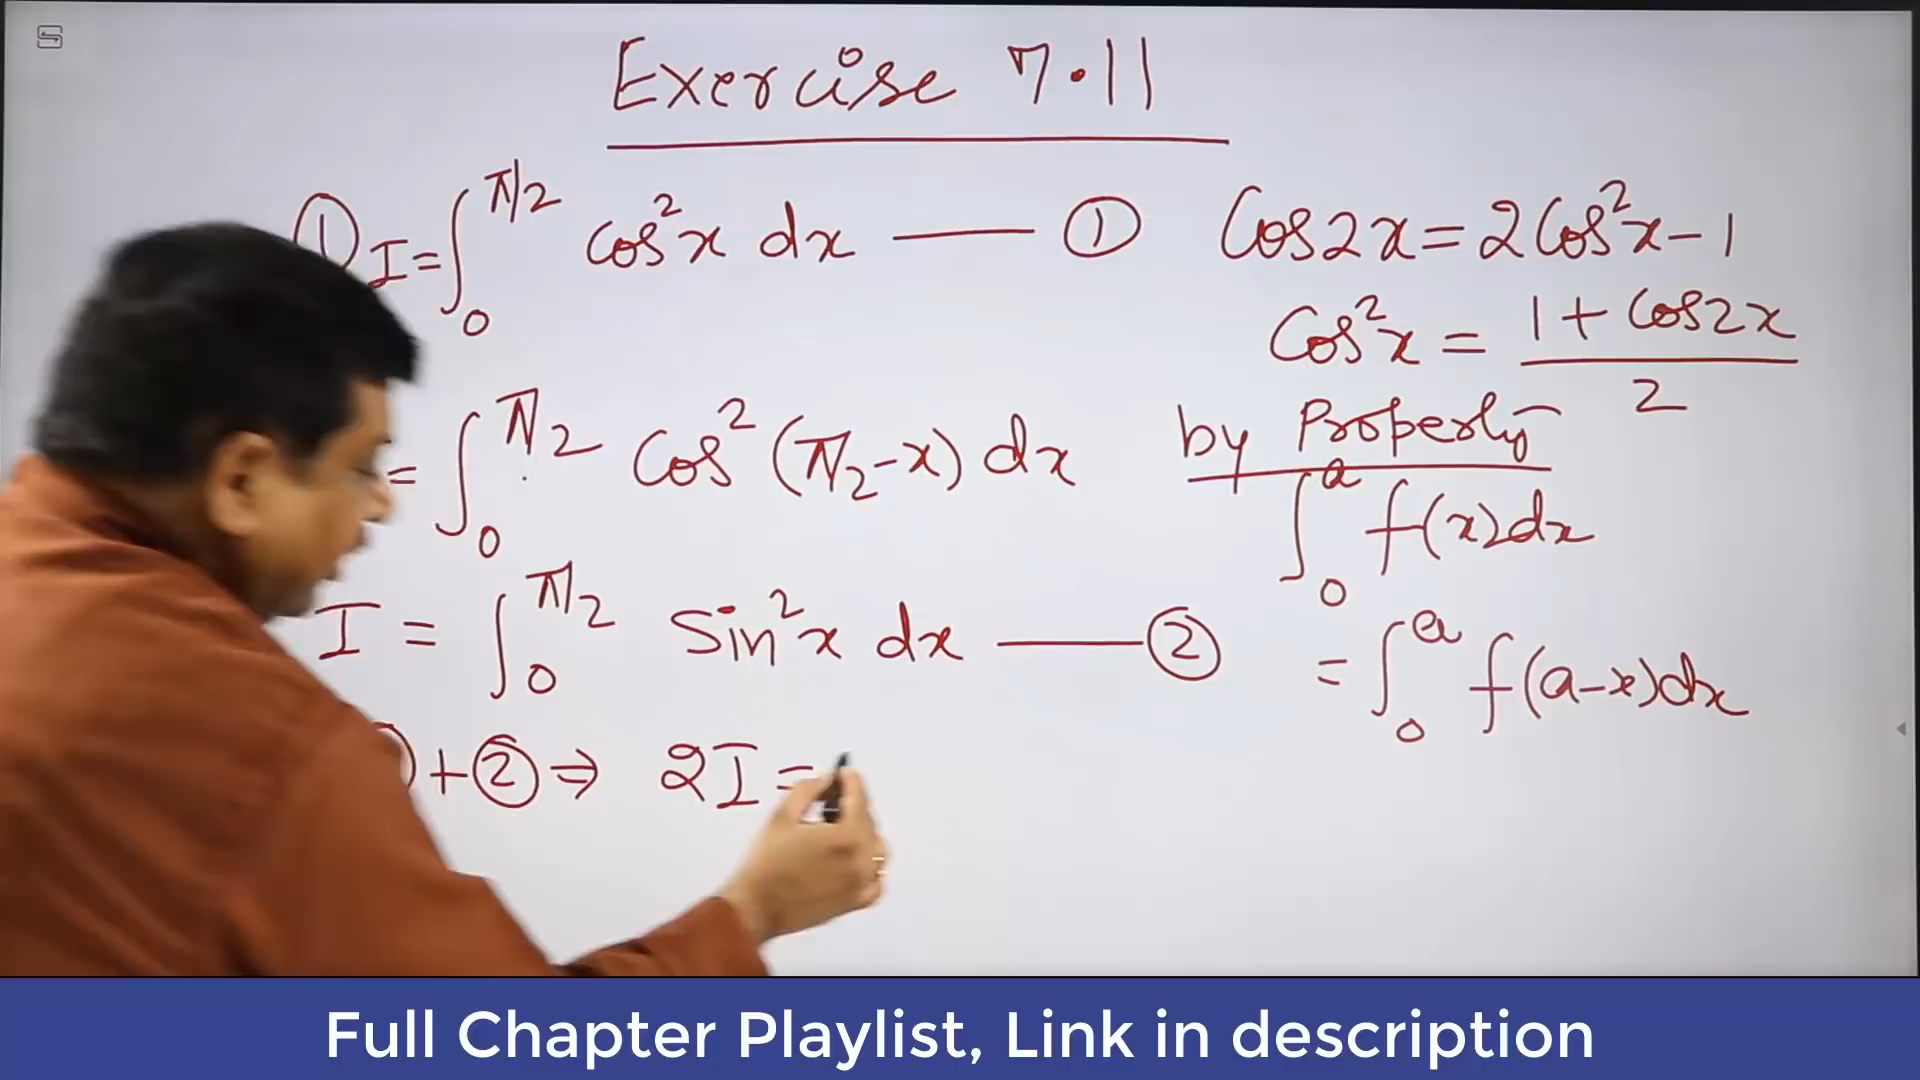 Exercise 7.11
① I = ∫₀^π/2 cos²x dx —— ①
Cos2x = 2Cos²x - 1
Cos²x = (1 + Cos2x)/2
= ∫₀^π/2 Cos² (π/2 - x) dx
by Property
∫₀^a f(x)dx
I = ∫₀^π/2 Sin²x dx —— ②
= ∫₀^a f(a-x)dx
+ ② ⇒ 2I =
Full Chapter Playlist, Link in description